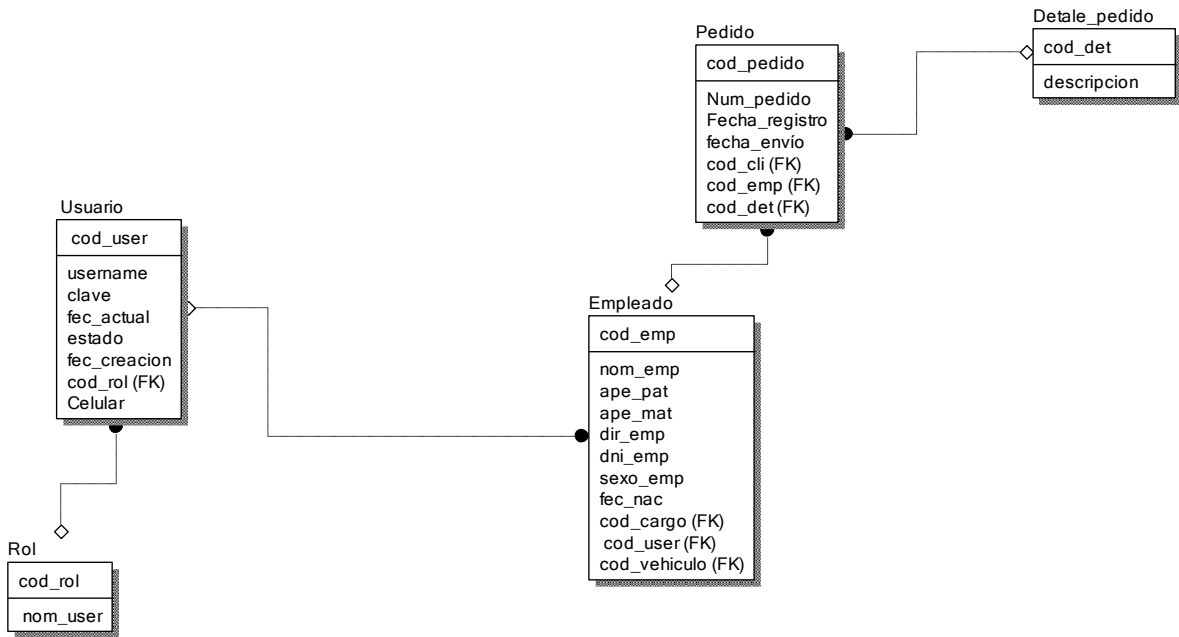 Detale_pedido
cod_det
descripcion
Pedido
cod_pedido
Num_pedido
Fecha_registro
fecha_envío
cod_cli (FK)
cod_emp (FK)
cod_det (FK)
Usuario
cod_user
username
clave
fec_actual
estado
fec_creacion
cod_rol (FK)
Celular
Empleado
cod_emp
nom_emp
ape_pat
ape_mat
dir_emp
dni_emp
sexo_emp
fec_nac
cod_cargo (FK)
cod_user (FK)
cod_vehiculo (FK)
Rol
cod_rol
nom_user